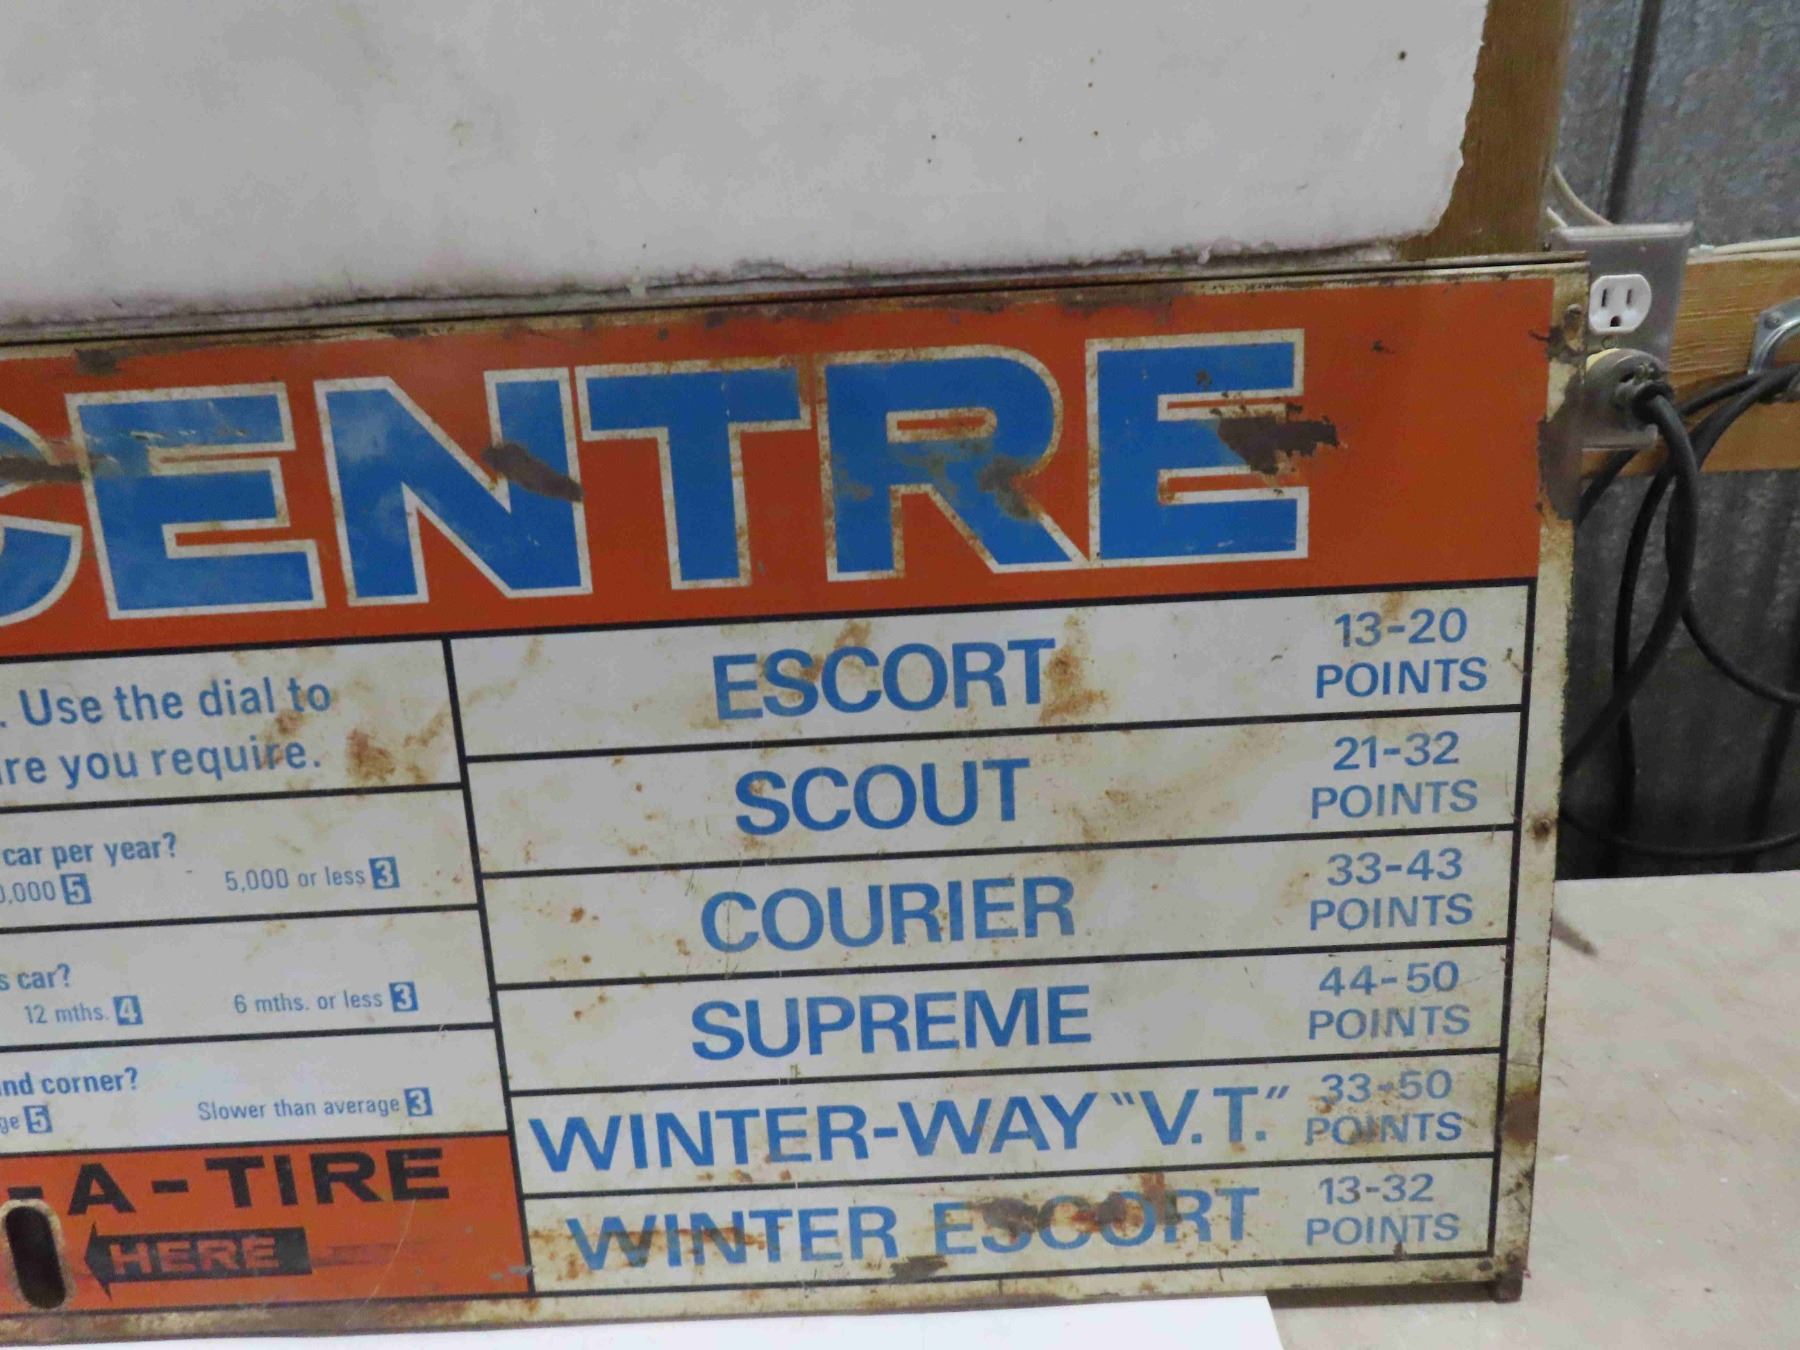 CENTRE
. Use the dial to
re you require.
car per year?
0,000 5 5,000 or less 3
s car?
12 mths. 4 6 mths. or less 3
nd corner?
ge 5 Slower than average 3
-A-TIRE
HERE
ESCORT 13-20 POINTS
SCOUT 21-32 POINTS
COURIER 33-43 POINTS
SUPREME 44-50 POINTS
WINTER-WAY "V.T." 33-50 POINTS
WINTER ESCORT 13-32 POINTS